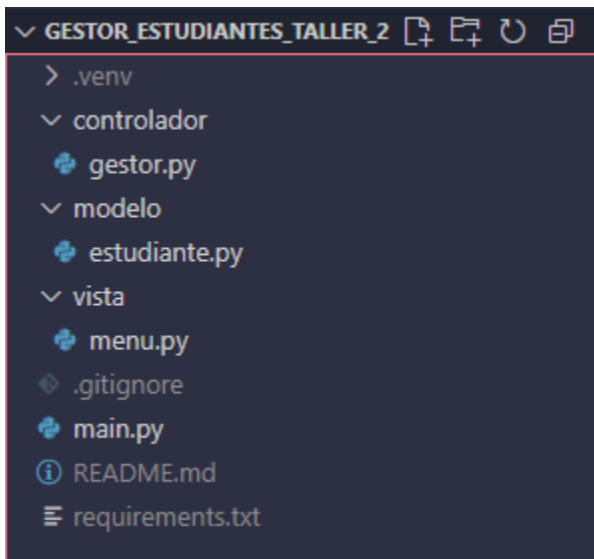 GESTOR_ESTUDIANTES_TALLER_2
.venv
controlador
gestor.py
modelo
estudiante.py
vista
menu.py
.gitignore
main.py
README.md
requirements.txt